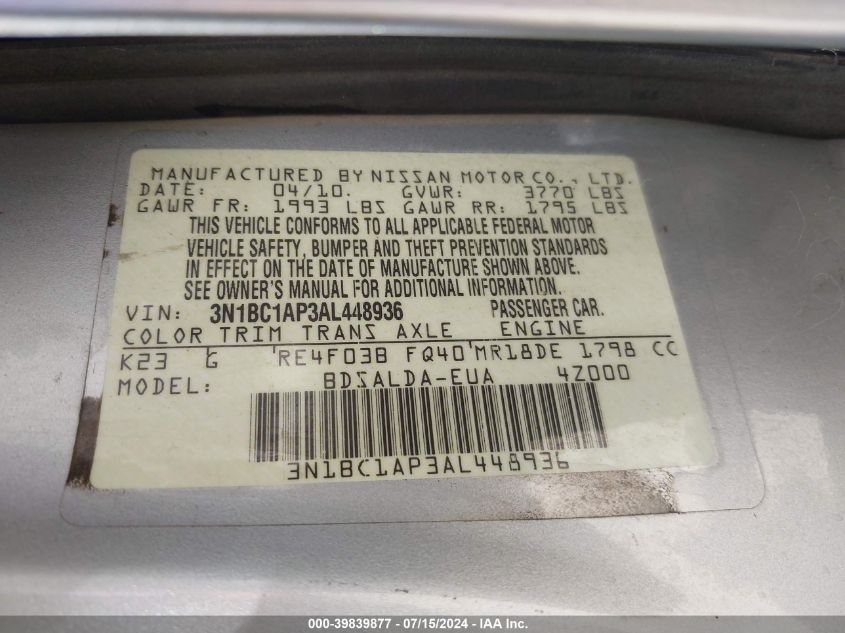 MANUFACTURED BY NISSAN MOTOR CO., LTD.
DATE: 04/10. GVWR: 3770 LBS
GAWR FR: 1993 LBS GAWR RR: 1795 LBS
THIS VEHICLE CONFORMS TO ALL APPLICABLE FEDERAL MOTOR
VEHICLE SAFETY, BUMPER AND THEFT PREVENTION STANDARDS
IN EFFECT ON THE DATE OF MANUFACTURE SHOWN ABOVE.
SEE OWNER'S MANUAL FOR ADDITIONAL INFORMATION.
VIN: 3N1BC1AP3AL448936 PASSENGER CAR.
COLOR TRIM TRANS AXLE ENGINE
K23 G RE4F03B FQ40 MR18DE 1798 CC
MODEL: BDSALDA-EUA 4Z000
3N1BC1AP3AL448936
000-39839877 - 07/15/2024 - IAA Inc.